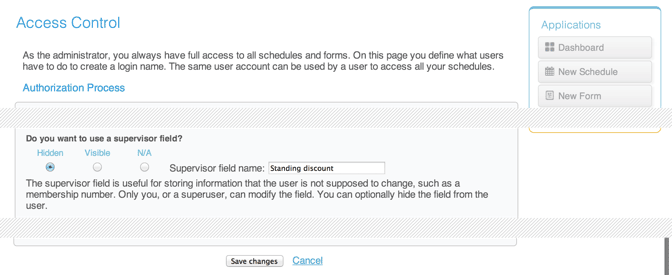 Access Control
As the administrator, you always have full access to all schedules and forms. On this page you define what users
have to do to create a login name. The same user account can be used by a user to access all your schedules.
Authorization Process
Applications
Dashboard
New Schedule
New Form
Do you want to use a supervisor field?
Hidden Visible N/A
Supervisor field name: Standing discount
The supervisor field is useful for storing information that the user is not supposed to change, such as a
membership number. Only you, or a superuser, can modify the field. You can optionally hide the field from the
user.
Save changes Cancel